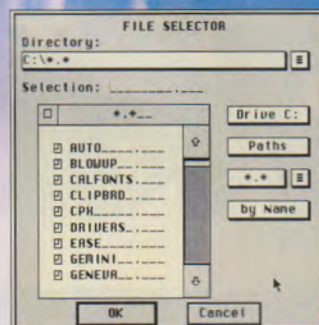 FILE SELECTOR
Directory:
C:\*.*
Selection: ________.___
*.*__
Drive C:
Paths
*.*
by Name
AUTO____.___
BLOWUP__.___
CALFONTS.___
CLIPBRD_.___
CPX_____.___
DRIVERS_.___
EASE____.___
GEMINI__.___
GENEVA__.___
OK
Cancel